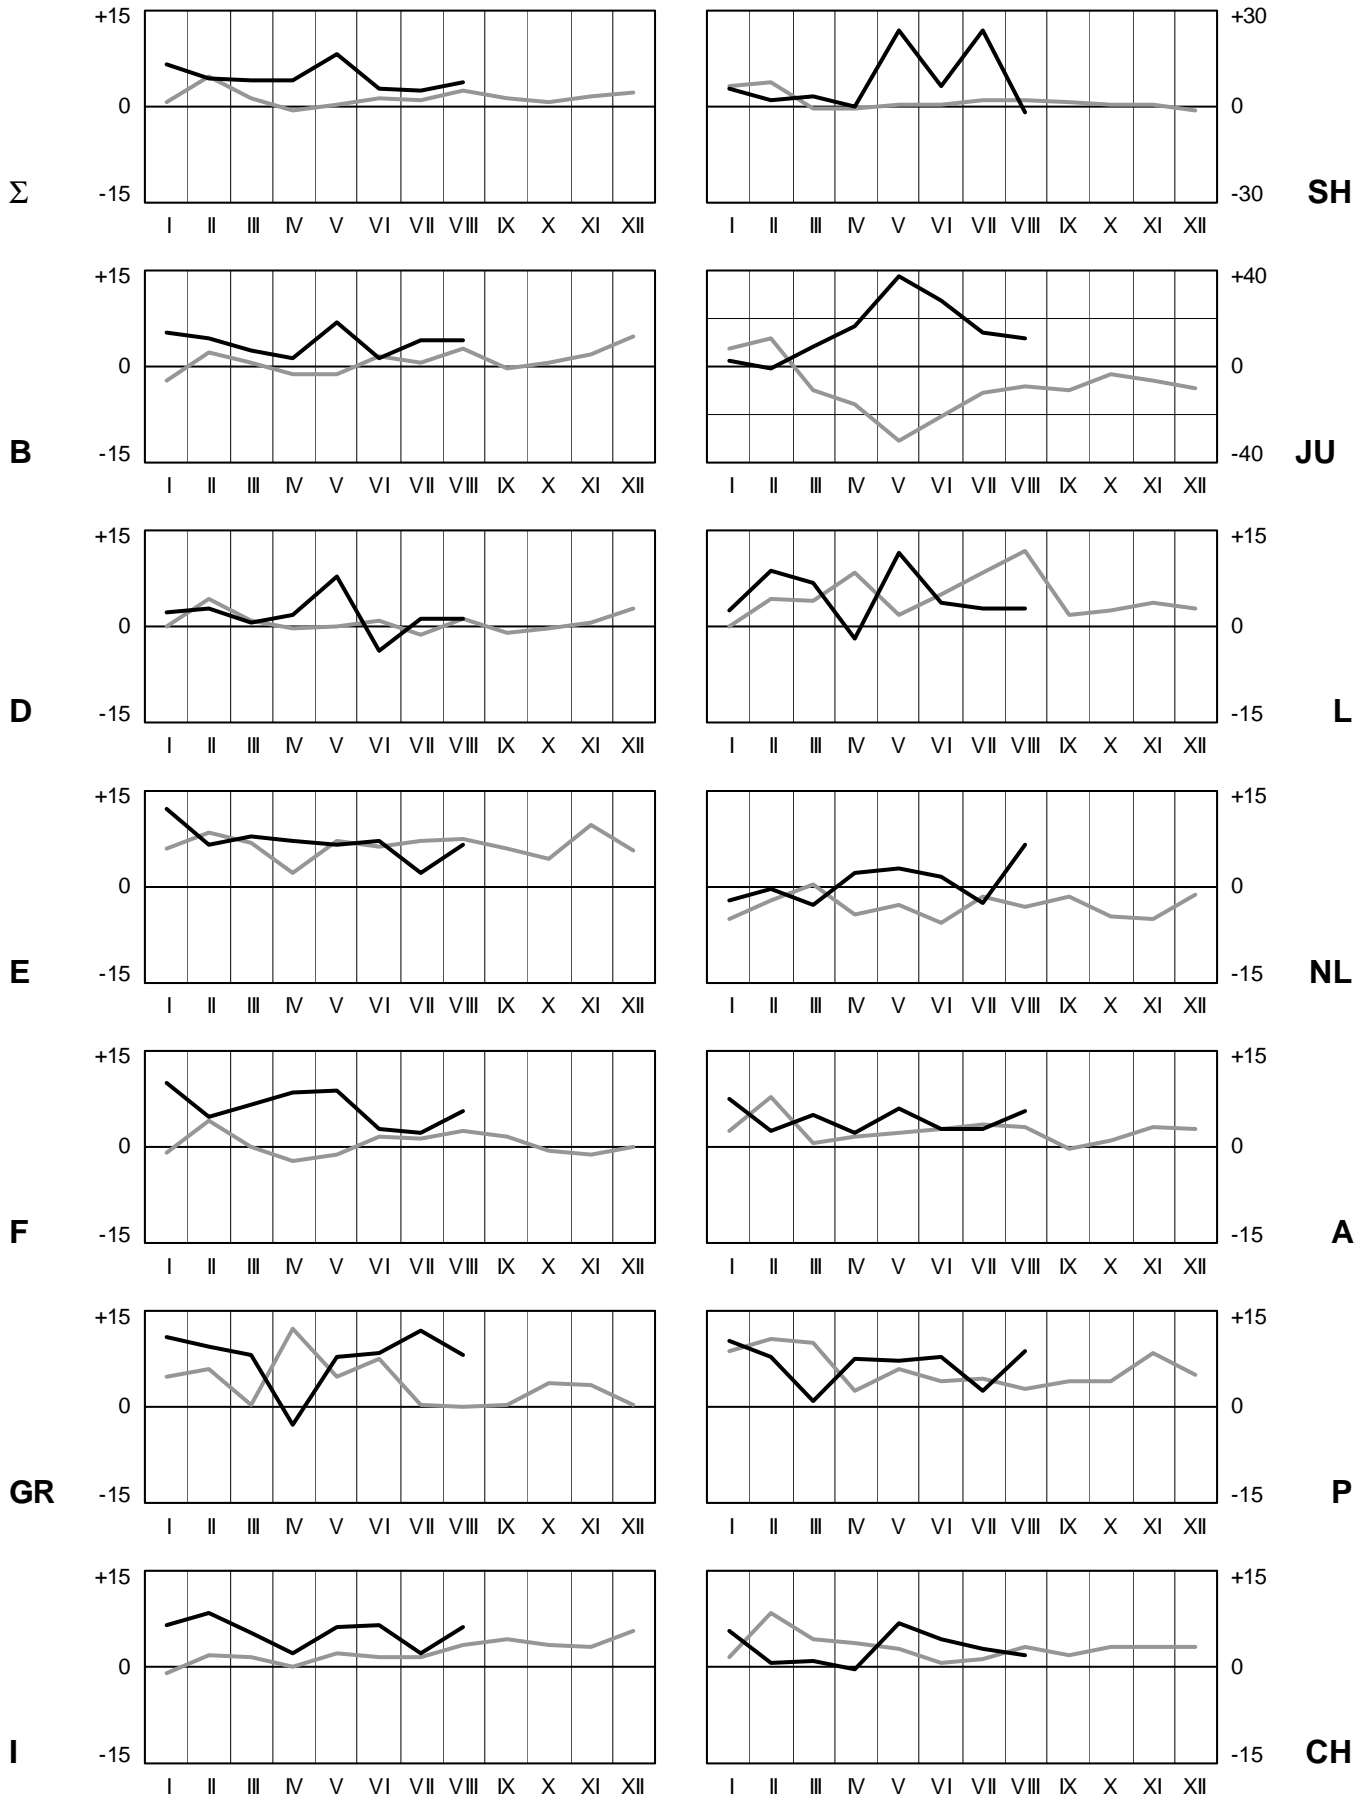 +15 +30
0 0
Σ -15 -30 SH
I II III IV V VI VII VIII IX X XI XII I II III IV V VI VII VIII IX X XI XII
+15 +40
0 0
B -15 -40 JU
I II III IV V VI VII VIII IX X XI XII I II III IV V VI VII VIII IX X XI XII
+15 +15
0 0
D -15 -15 L
I II III IV V VI VII VIII IX X XI XII I II III IV V VI VII VIII IX X XI XII
+15 +15
0 0
E -15 -15 NL
I II III IV V VI VII VIII IX X XI XII I II III IV V VI VII VIII IX X XI XII
+15 +15
0 0
F -15 -15 A
I II III IV V VI VII VIII IX X XI XII I II III IV V VI VII VIII IX X XI XII
+15 +15
0 0
GR -15 -15 P
I II III IV V VI VII VIII IX X XI XII I II III IV V VI VII VIII IX X XI XII
+15 +15
0 0
I -15 -15 CH
I II III IV V VI VII VIII IX X XI XII I II III IV V VI VII VIII IX X XI XII